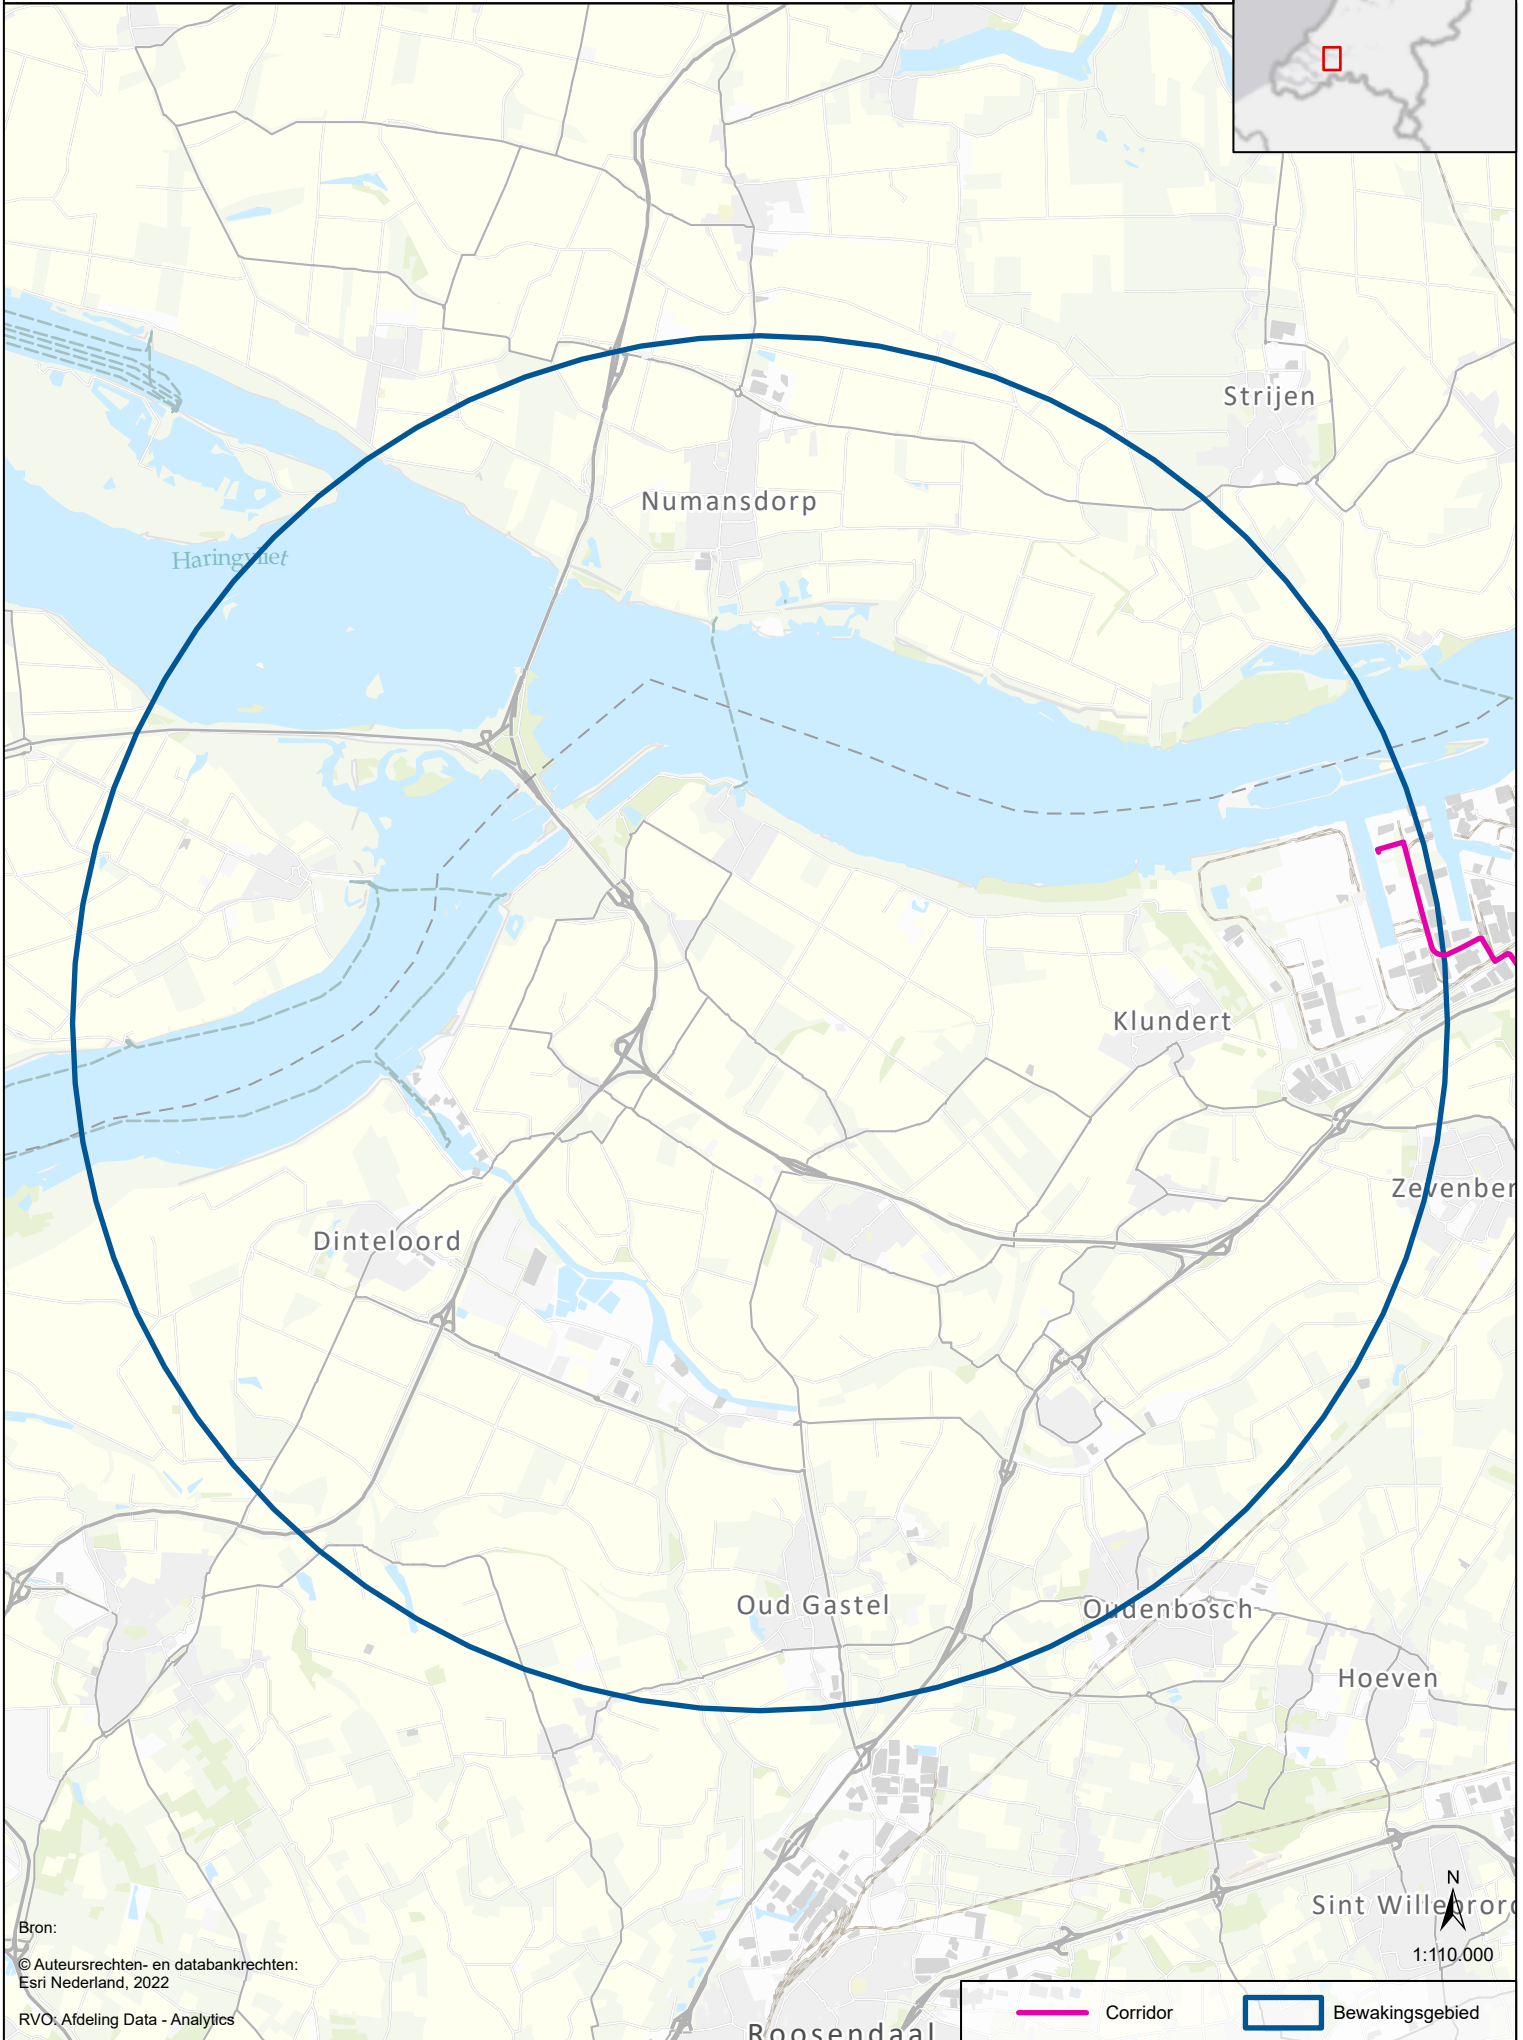 Strijen
Numansdorp
Haringvliet
Klundert
Zevenber
Dinteloord
Oud Gastel
Oudenbosch
Hoeven
N
Sint Willebrord
Bron:
1:110.000
© Auteursrechten- en databankrechten:
Esri Nederland, 2022
RVO: Afdeling Data - Analytics
Corridor
Bewakingsgebied
Roosendaal